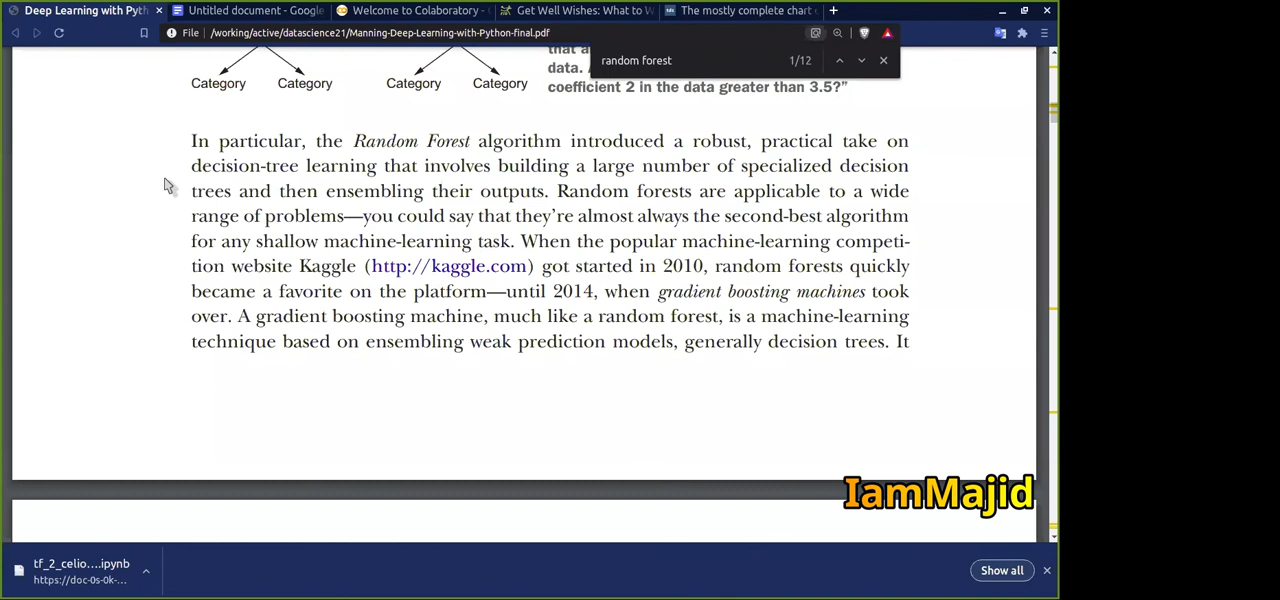 Deep Learning with Pyth
Untitled document - Google
Welcome to Colaboratory -
Get Well Wishes: What to W
The mostly complete chart
File
/working/active/datascience21/Manning-Deep-Learning-with-Python-final.pdf
random forest
1/12
that a
data.
coefficient 2 in the data greater than 3.5?"
Category
Category
Category
Category
In particular, the Random Forest algorithm introduced a robust, practical take on
decision-tree learning that involves building a large number of specialized decision
trees and then ensembling their outputs. Random forests are applicable to a wide
range of problems—you could say that they're almost always the second-best algorithm
for any shallow machine-learning task. When the popular machine-learning competi-
tion website Kaggle (http://kaggle.com) got started in 2010, random forests quickly
became a favorite on the platform—until 2014, when gradient boosting machines took
over. A gradient boosting machine, much like a random forest, is a machine-learning
technique based on ensembling weak prediction models, generally decision trees. It
IamMajid
tf_2_celio....ipynb
https://doc-0s-0k-...
Show all